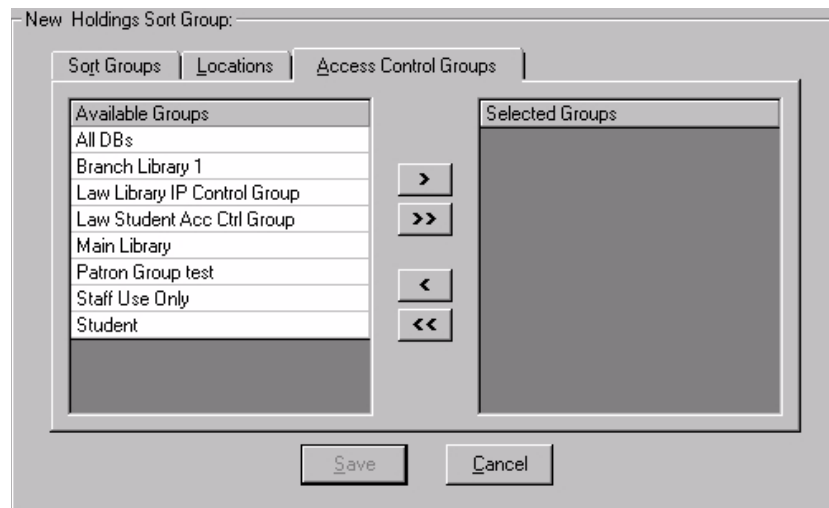 New Holdings Sort Group:
Sort Groups Locations Access Control Groups
Available Groups Selected Groups
All DBs
Branch Library 1
Law Library IP Control Group
Law Student Acc Ctrl Group
Main Library
Patron Group test
Staff Use Only
Student
>
>>
<
<<
Save Cancel